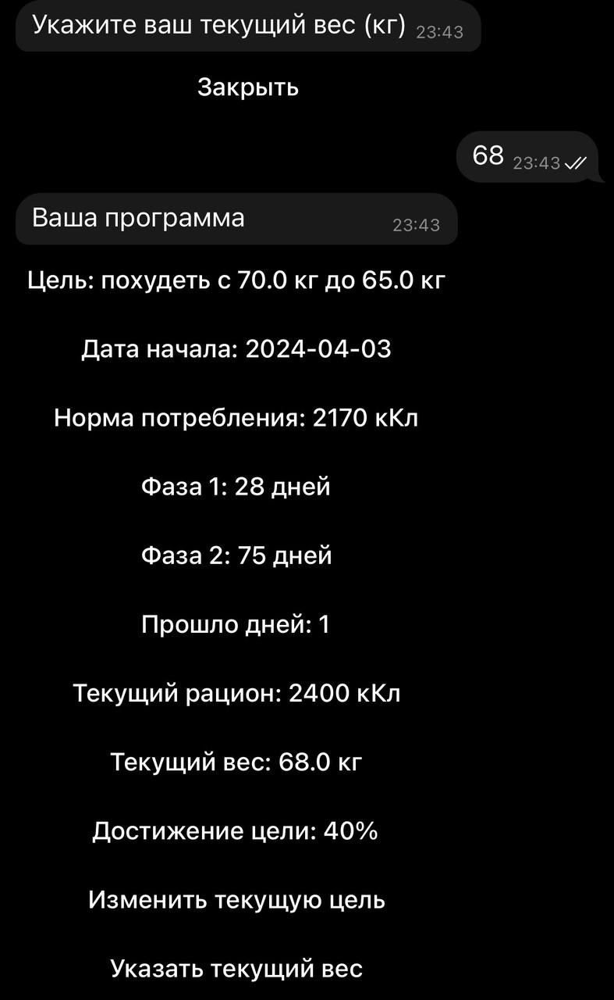 Укажите ваш текущий вес (кг) 23:43
Закрыть
68 23:43
Ваша программа 23:43
Цель: похудеть с 70.0 кг до 65.0 кг
Дата начала: 2024-04-03
Норма потребления: 2170 кКл
Фаза 1: 28 дней
Фаза 2: 75 дней
Прошло дней: 1
Текущий рацион: 2400 кКл
Текущий вес: 68.0 кг
Достижение цели: 40%
Изменить текущую цель
Указать текущий вес